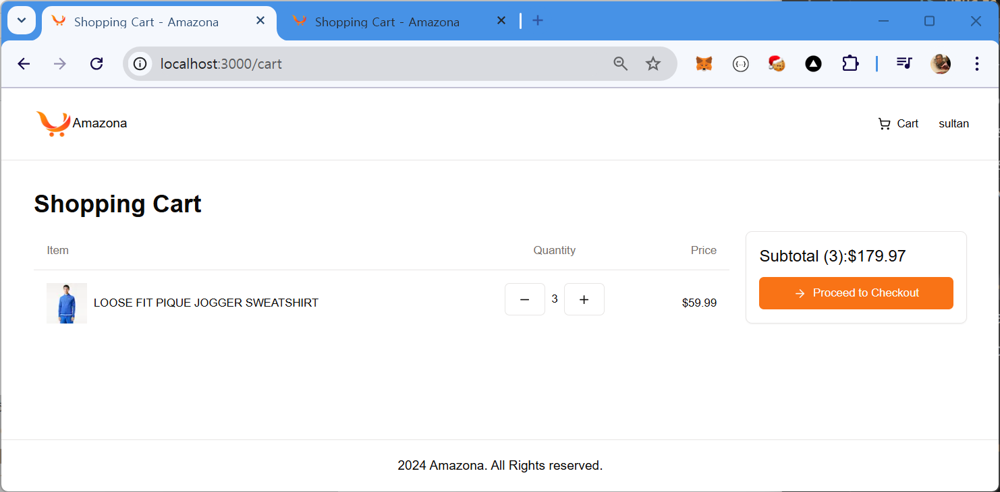 Shopping Cart - Amazona
Shopping Cart - Amazona
localhost:3000/cart
Amazona
Cart
sultan
Shopping Cart
Item
Quantity
Price
LOOSE FIT PIQUE JOGGER SWEATSHIRT
3
$59.99
Subtotal (3):$179.97
Proceed to Checkout
2024 Amazona. All Rights reserved.